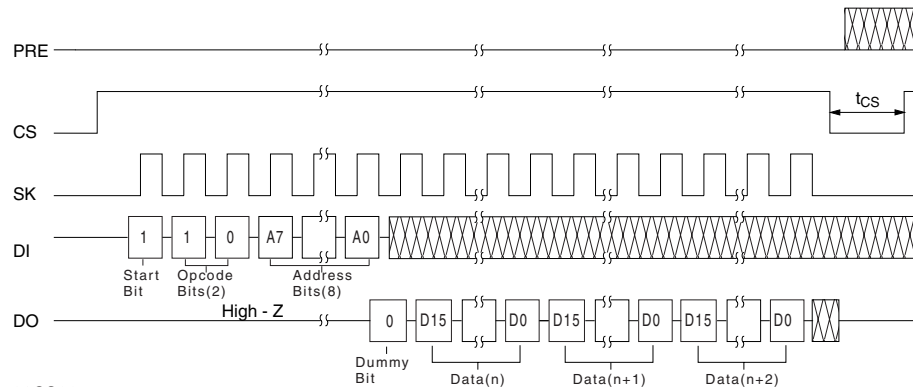 PRE
CS
tCS
SK
DI
1 1 0 A7 A0
Start Bit
Opcode Bits(2)
Address Bits(8)
High - Z
DO
0 D15 D0 D15 D0 D15 D0
Dummy Bit
Data(n)
Data(n+1)
Data(n+2)